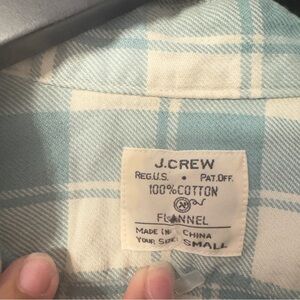 J.CREW
REG.U.S. • PAT.OFF.
100% COTTON
FLANNEL
MADE IN CHINA
YOUR SIZE SMALL